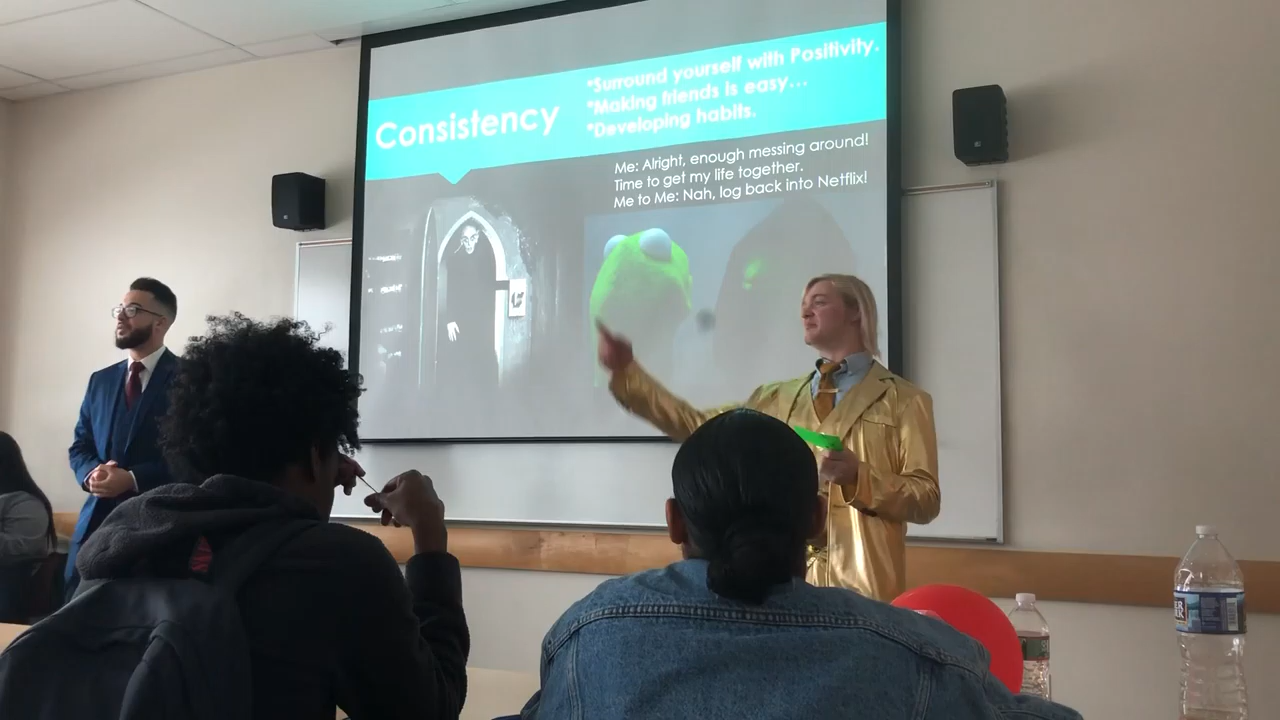 Consistency
*Surround yourself with Positivity.
*Making friends is easy...
*Developing habits.
Me: Alright, enough messing around!
Time to get my life together.
Me to Me: Nah, log back into Netflix!